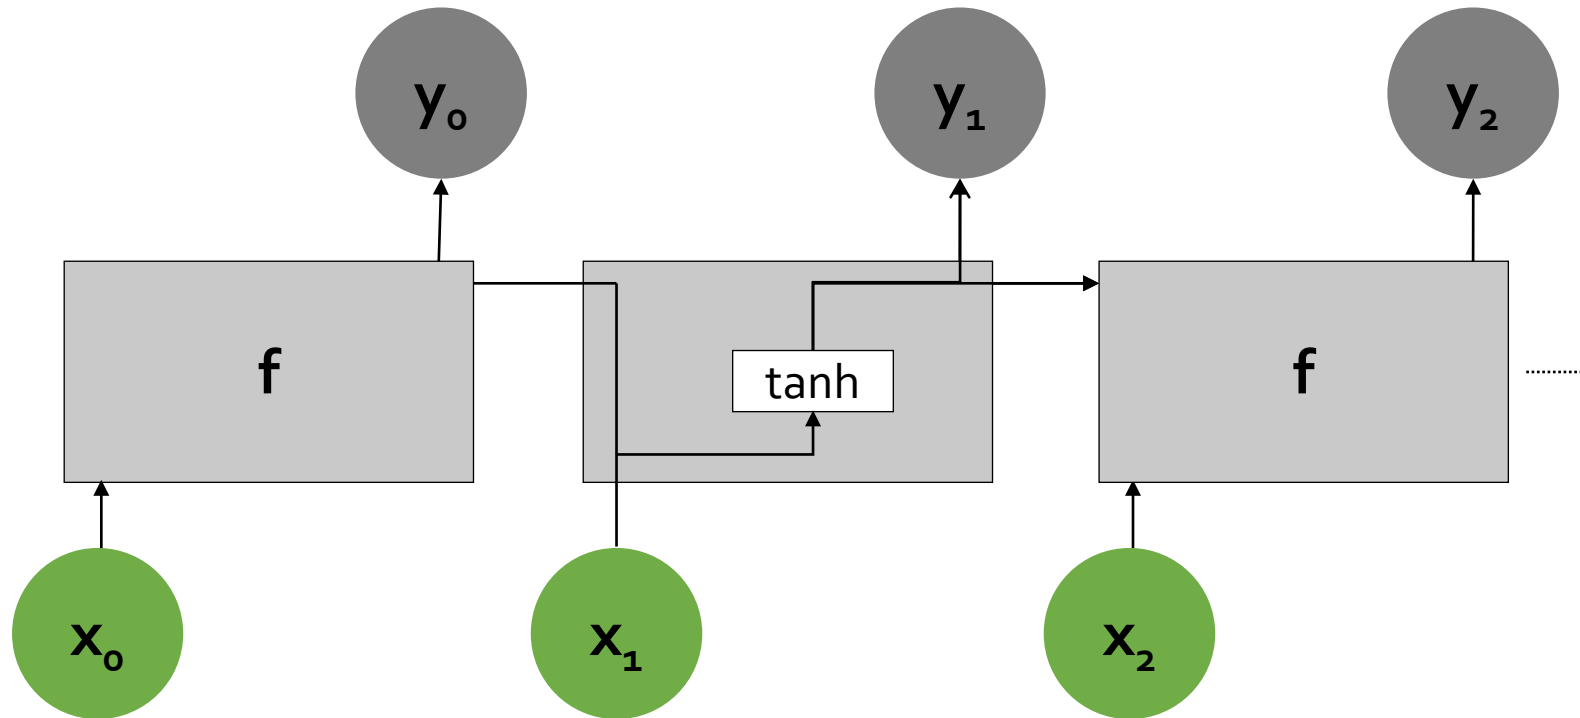 y₀ y₁ y₂
f tanh f
x₀ x₁ x₂